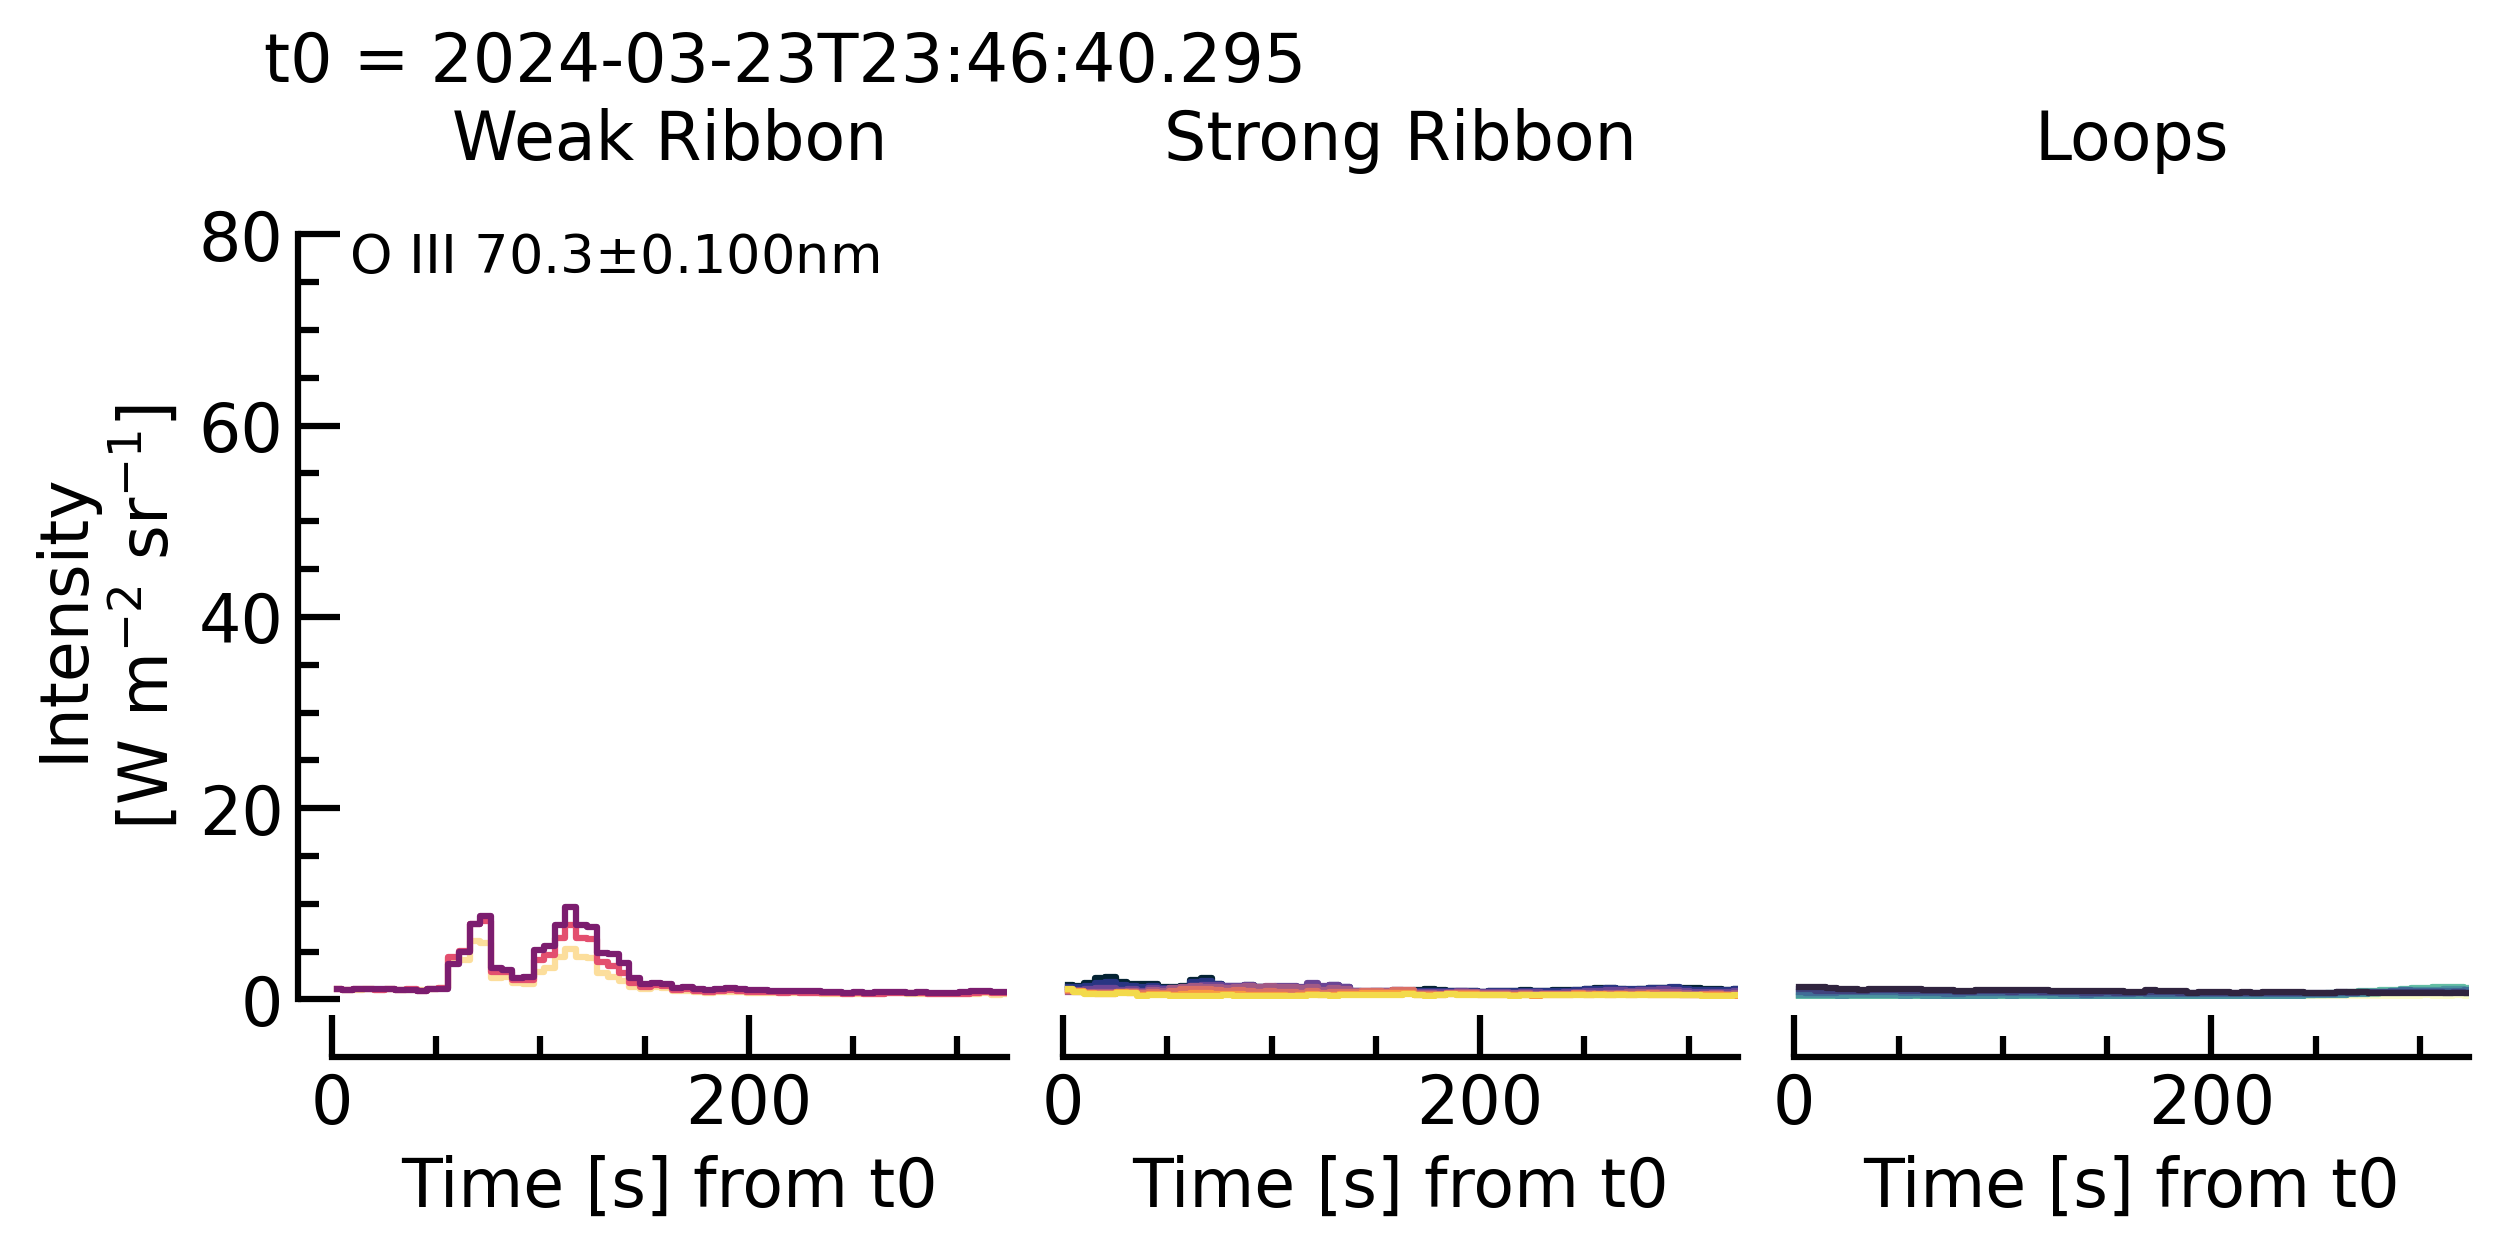 t0 = 2024-03-23T23:46:40.295
Weak Ribbon
Strong Ribbon
Loops
O III 70.3±0.100nm
Intensity
[W m⁻² sr⁻¹]
80
60
40
20
0
0 200
0 200
0 200
Time [s] from t0
Time [s] from t0
Time [s] from t0